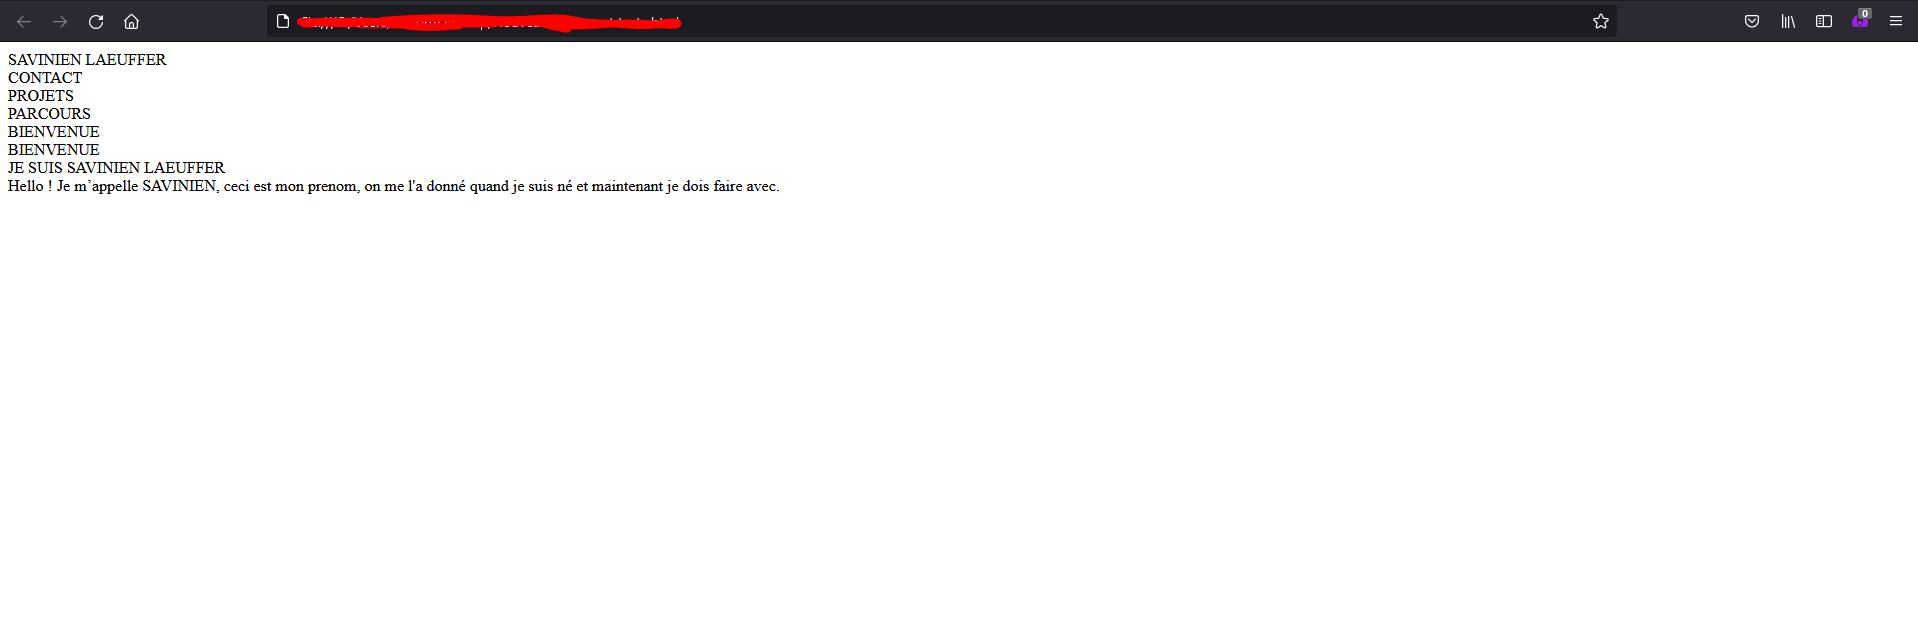 0
SAVINIEN LAEUFFER
CONTACT
PROJETS
PARCOURS
BIENVENUE
BIENVENUE
JE SUIS SAVINIEN LAEUFFER
Hello ! Je m’appelle SAVINIEN, ceci est mon prenom, on me l'a donné quand je suis né et maintenant je dois faire avec.